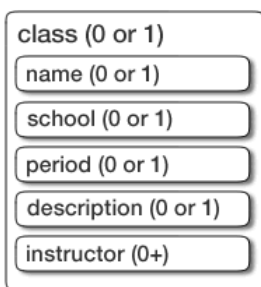 class (0 or 1)
name (0 or 1)
school (0 or 1)
period (0 or 1)
description (0 or 1)
instructor (0+)